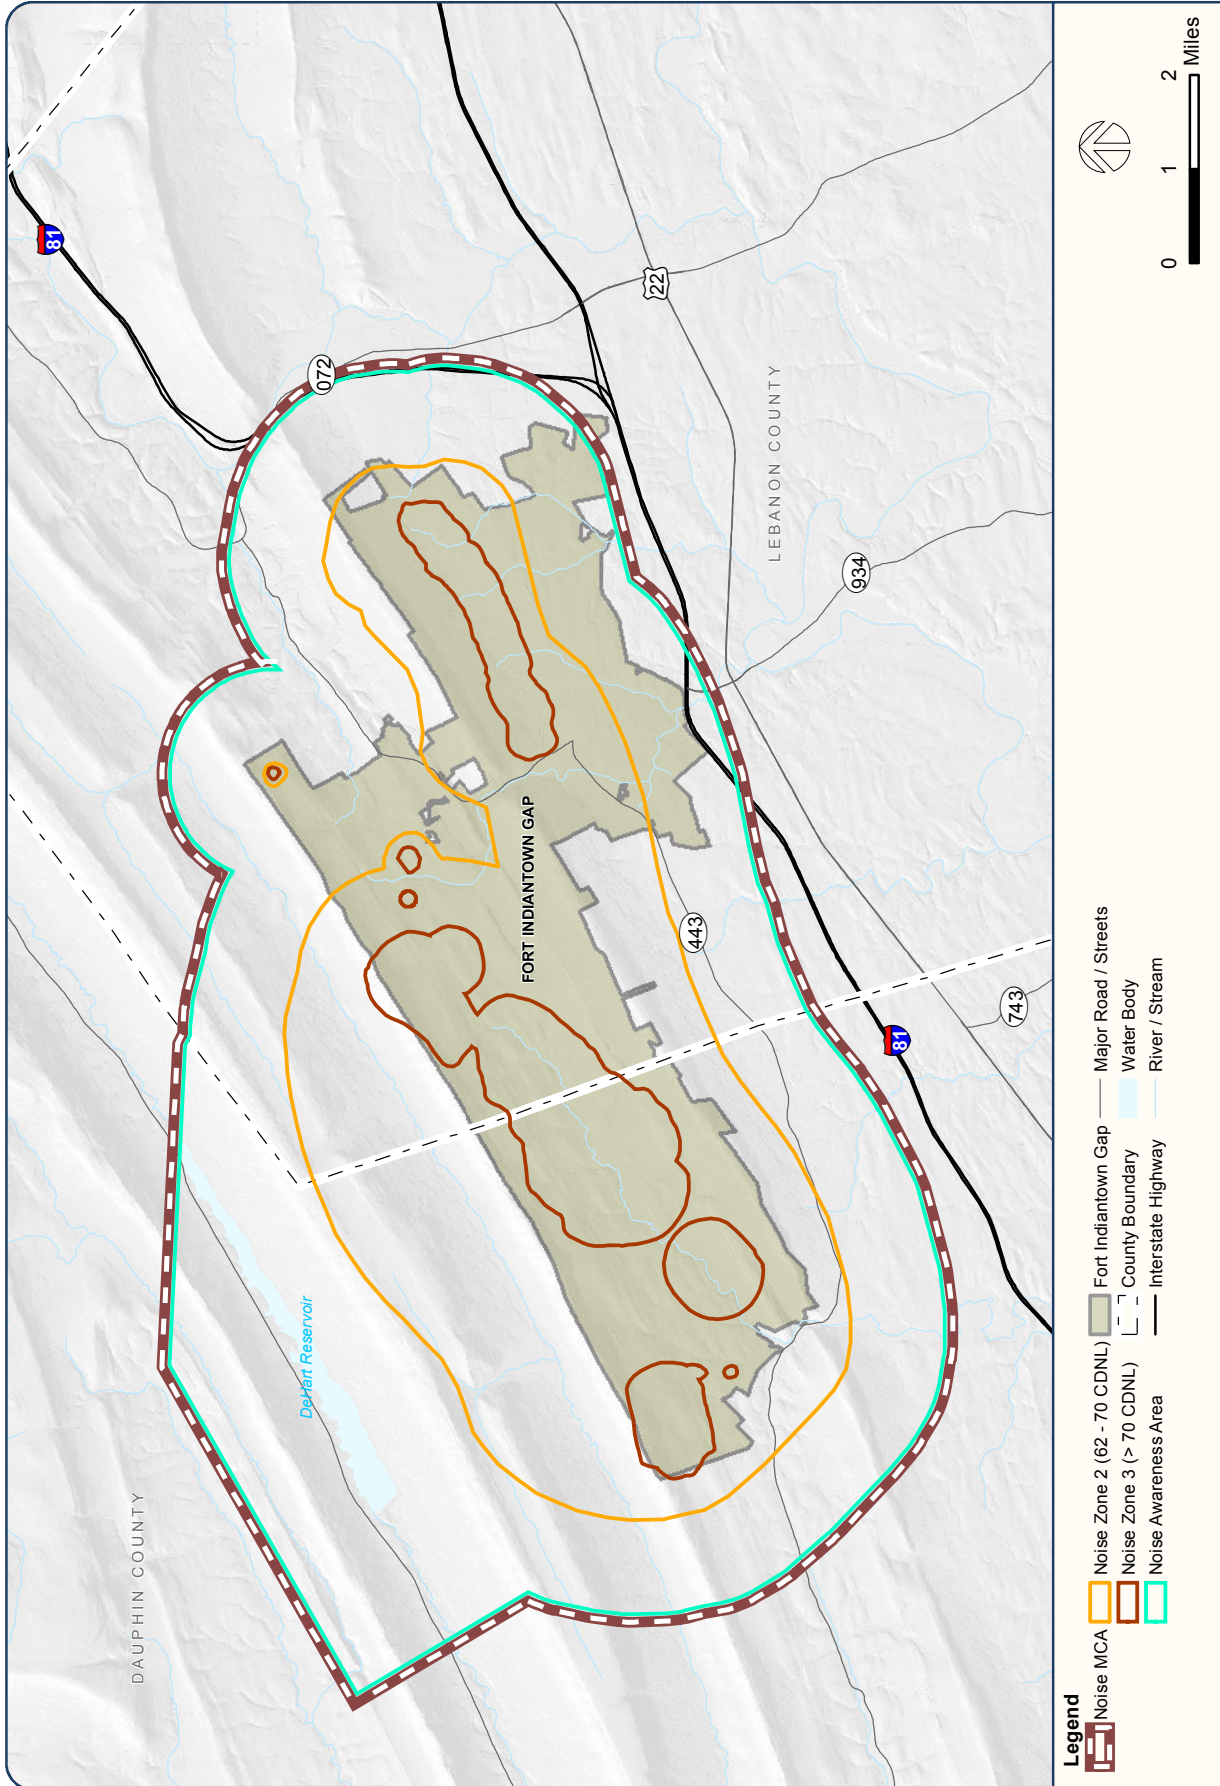 DAUPHIN COUNTY
DeHart Reservoir
FORT INDIANTOWN GAP
LEBANON COUNTY
81
072
22
934
443
81
743
Legend
Noise MCA
Noise Zone 2 (62 - 70 CDNL)
Noise Zone 3 (> 70 CDNL)
Noise Awareness Area
Fort Indiantown Gap
County Boundary
Interstate Highway
Major Road / Streets
Water Body
River / Stream
0 1 2
Miles